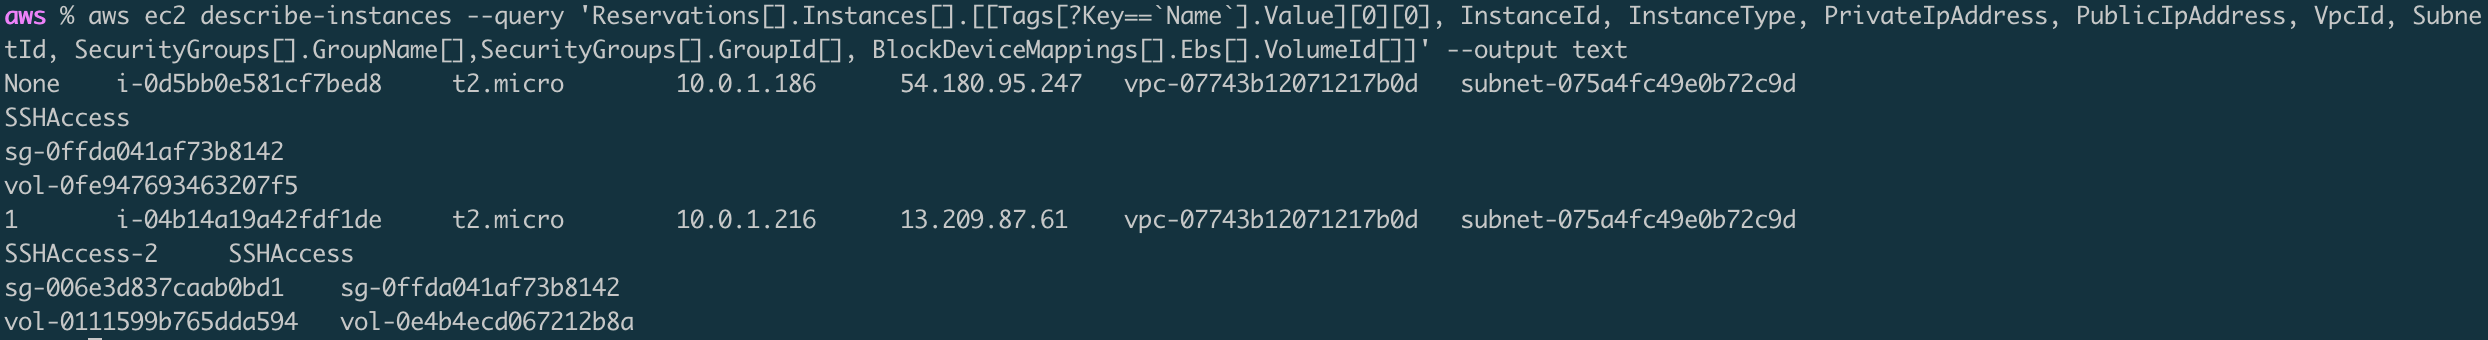 aws % aws ec2 describe-instances --query 'Reservations[].Instances[].[[Tags[?Key==`Name`].Value][0][0], InstanceId, InstanceType, PrivateIpAddress, PublicIpAddress, VpcId, Subne
tId, SecurityGroups[].GroupName[],SecurityGroups[].GroupId[], BlockDeviceMappings[].Ebs[].VolumeId[]]' --output text
None    i-0d5bb0e581cf7bed8     t2.micro        10.0.1.186      54.180.95.247   vpc-07743b12071217b0d   subnet-075a4fc49e0b72c9d
SSHAccess
sg-0ffda041af73b8142
vol-0fe947693463207f5
1       i-04b14a19a42fdf1de     t2.micro        10.0.1.216      13.209.87.61    vpc-07743b12071217b0d   subnet-075a4fc49e0b72c9d
SSHAccess-2     SSHAccess
sg-006e3d837caab0bd1    sg-0ffda041af73b8142
vol-0111599b765dda594   vol-0e4b4ecd067212b8a